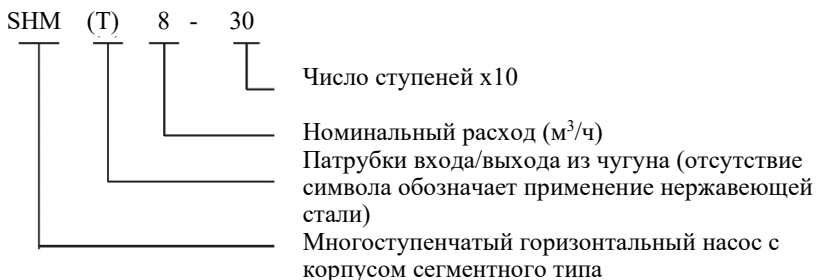 SHM (T) 8 - 30
Число ступеней x10
Номинальный расход (м³/ч)
Патрубки входа/выхода из чугуна (отсутствие
символа обозначает применение нержавеющей
стали)
Многоступенчатый горизонтальный насос с
корпусом сегментного типа